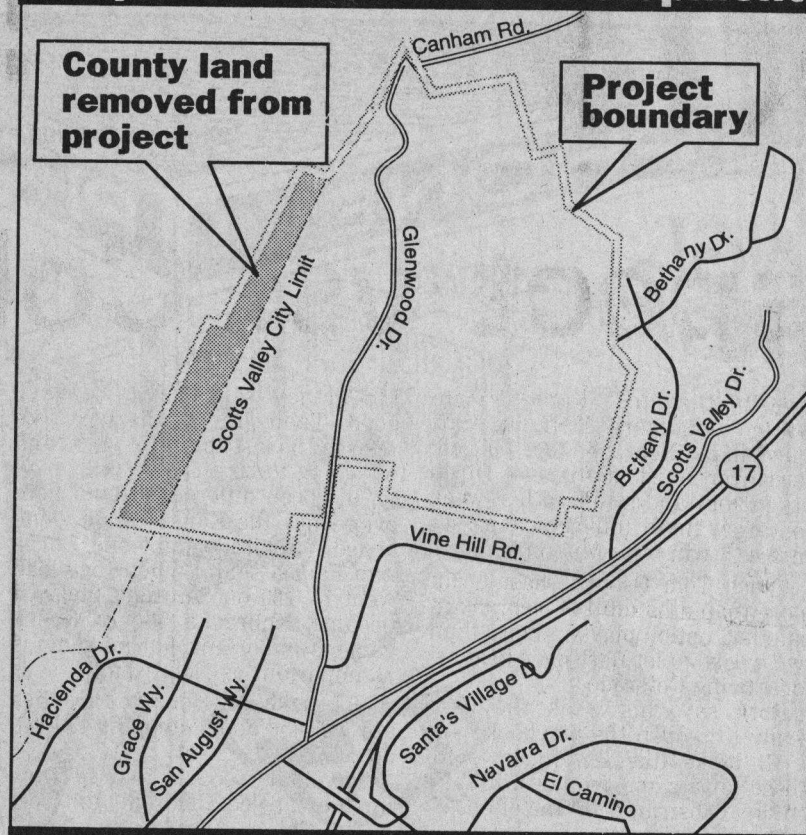 Canham Rd.
County land
removed from
project
Project
boundary
Glenwood Dr.
Bethany Dr.
Scotts Valley City Limit
Bethany Dr.
Scotts Valley Dr.
17
Vine Hill Rd.
Hacienda Dr.
Grace Wy.
San August Wy.
Santa's Village D
Navarra Dr.
El Camino